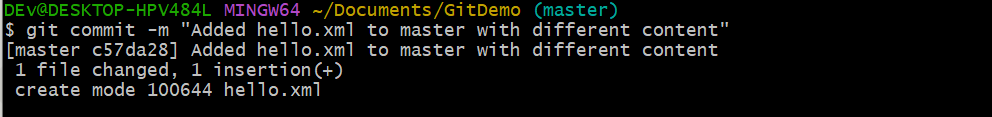 DEv@DESKTOP-HPV484L MINGW64 ~/Documents/GitDemo (master)
$ git commit -m "Added hello.xml to master with different content"
[master c57da28] Added hello.xml to master with different content
 1 file changed, 1 insertion(+)
 create mode 100644 hello.xml